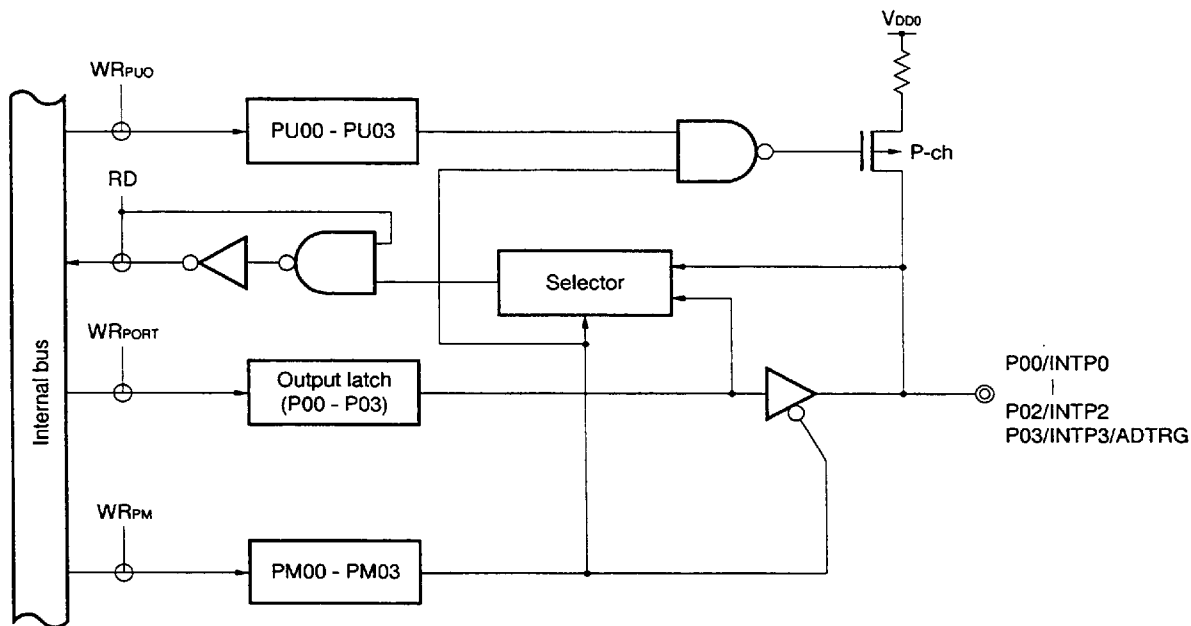 VDD0
WRPUO
PU00 - PU03
P-ch
RD
Selector
WRPORT
Output latch
(P00 - P03)
P00/INTP0
P02/INTP2
P03/INTP3/ADTRG
Internal bus
WRPM
PM00 - PM03